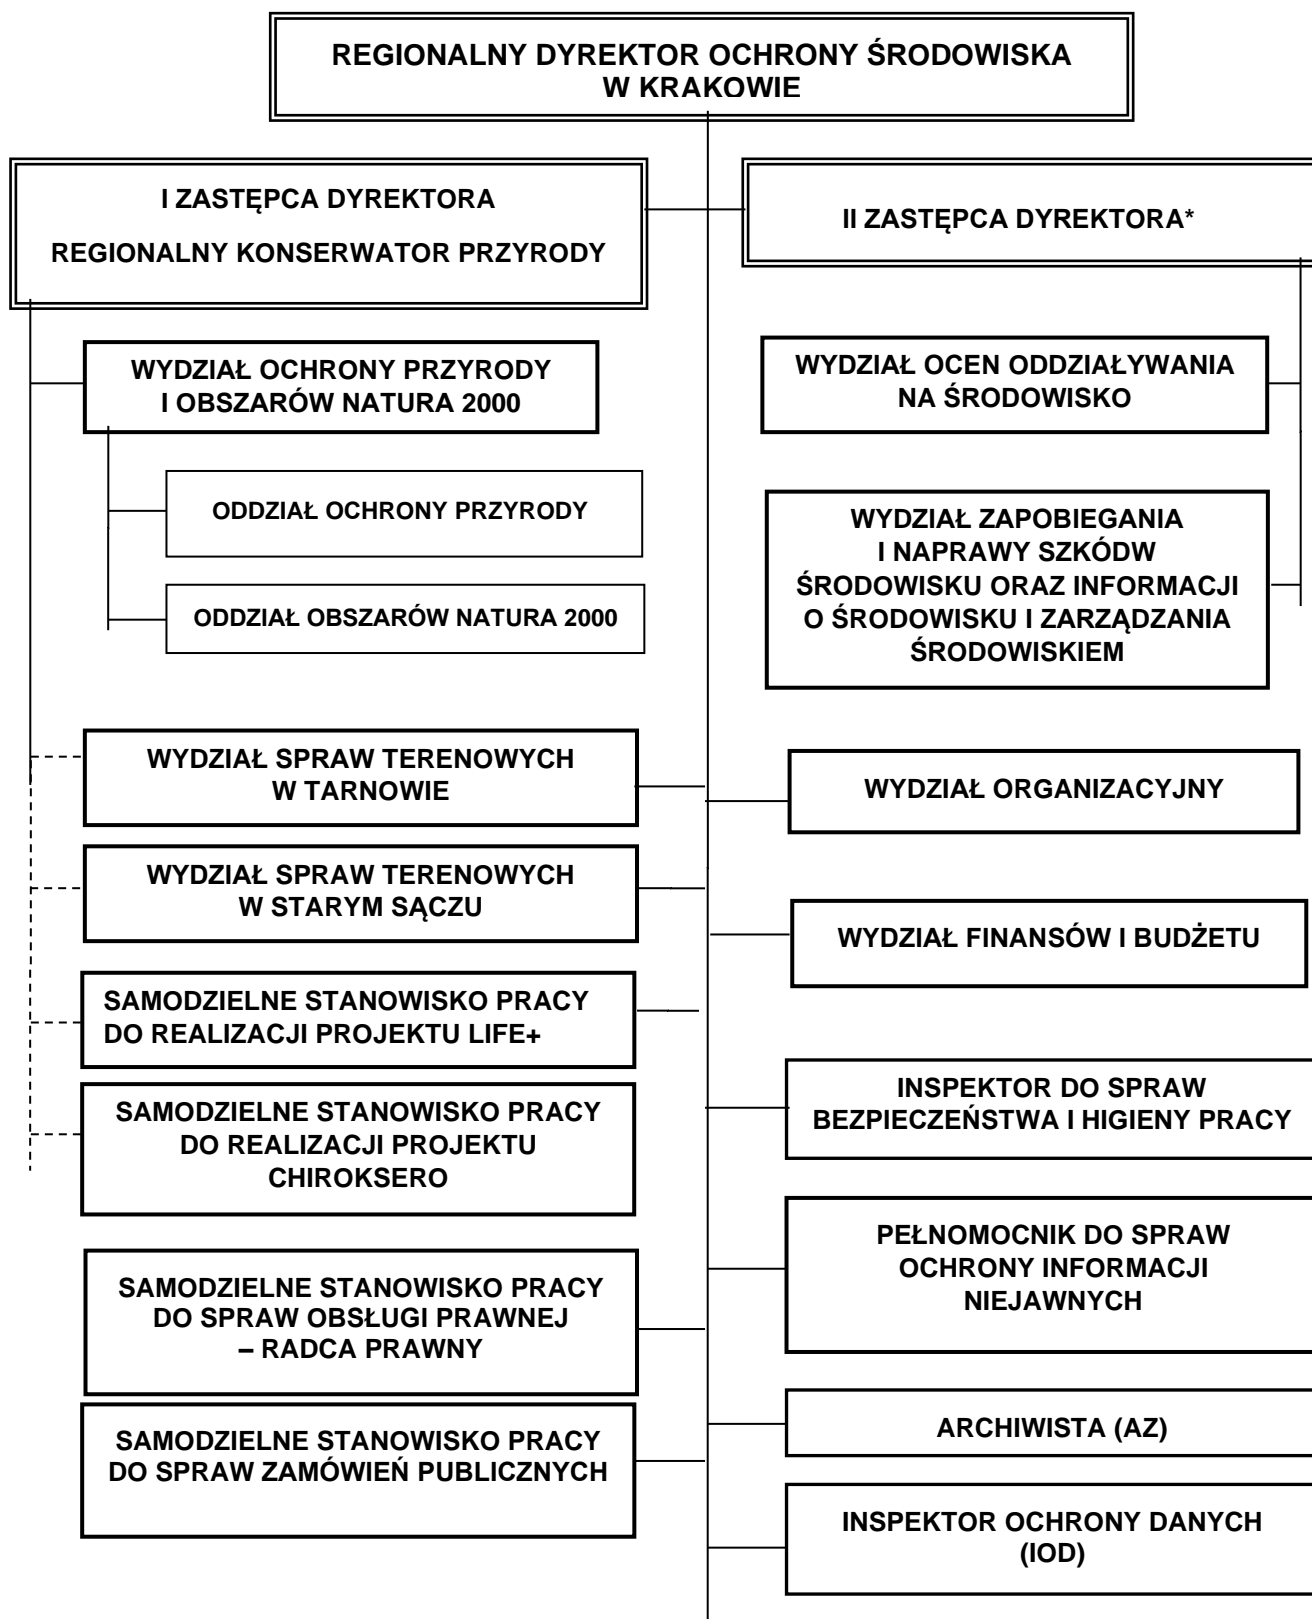 REGIONALNY DYREKTOR OCHRONY ŚRODOWISKA
W KRAKOWIE
I ZASTĘPCA DYREKTORA
REGIONALNY KONSERWATOR PRZYRODY
II ZASTĘPCA DYREKTORA*
WYDZIAŁ OCHRONY PRZYRODY
I OBSZARÓW NATURA 2000
ODDZIAŁ OCHRONY PRZYRODY
ODDZIAŁ OBSZARÓW NATURA 2000
WYDZIAŁ OCEN ODDZIAŁYWANIA
NA ŚRODOWISKO
WYDZIAŁ ZAPOBIEGANIA
I NAPRAWY SZKÓDW
ŚRODOWISKU ORAZ INFORMACJI
O ŚRODOWISKU I ZARZĄDZANIA
ŚRODOWISKIEM
WYDZIAŁ SPRAW TERENOWYCH
W TARNOWIE
WYDZIAŁ SPRAW TERENOWYCH
W STARYM SĄCZU
SAMODZIELNE STANOWISKO PRACY
DO REALIZACJI PROJEKTU LIFE+
SAMODZIELNE STANOWISKO PRACY
DO REALIZACJI PROJEKTU
CHIROKSERO
SAMODZIELNE STANOWISKO PRACY
DO SPRAW OBSŁUGI PRAWNEJ
– RADCA PRAWNY
SAMODZIELNE STANOWISKO PRACY
DO SPRAW ZAMÓWIEŃ PUBLICZNYCH
WYDZIAŁ ORGANIZACYJNY
WYDZIAŁ FINANSÓW I BUDŻETU
INSPEKTOR DO SPRAW
BEZPIECZEŃSTWA I HIGIENY PRACY
PEŁNOMOCNIK DO SPRAW
OCHRONY INFORMACJI
NIEJAWNYCH
ARCHIWISTA (AZ)
INSPEKTOR OCHRONY DANYCH
(IOD)